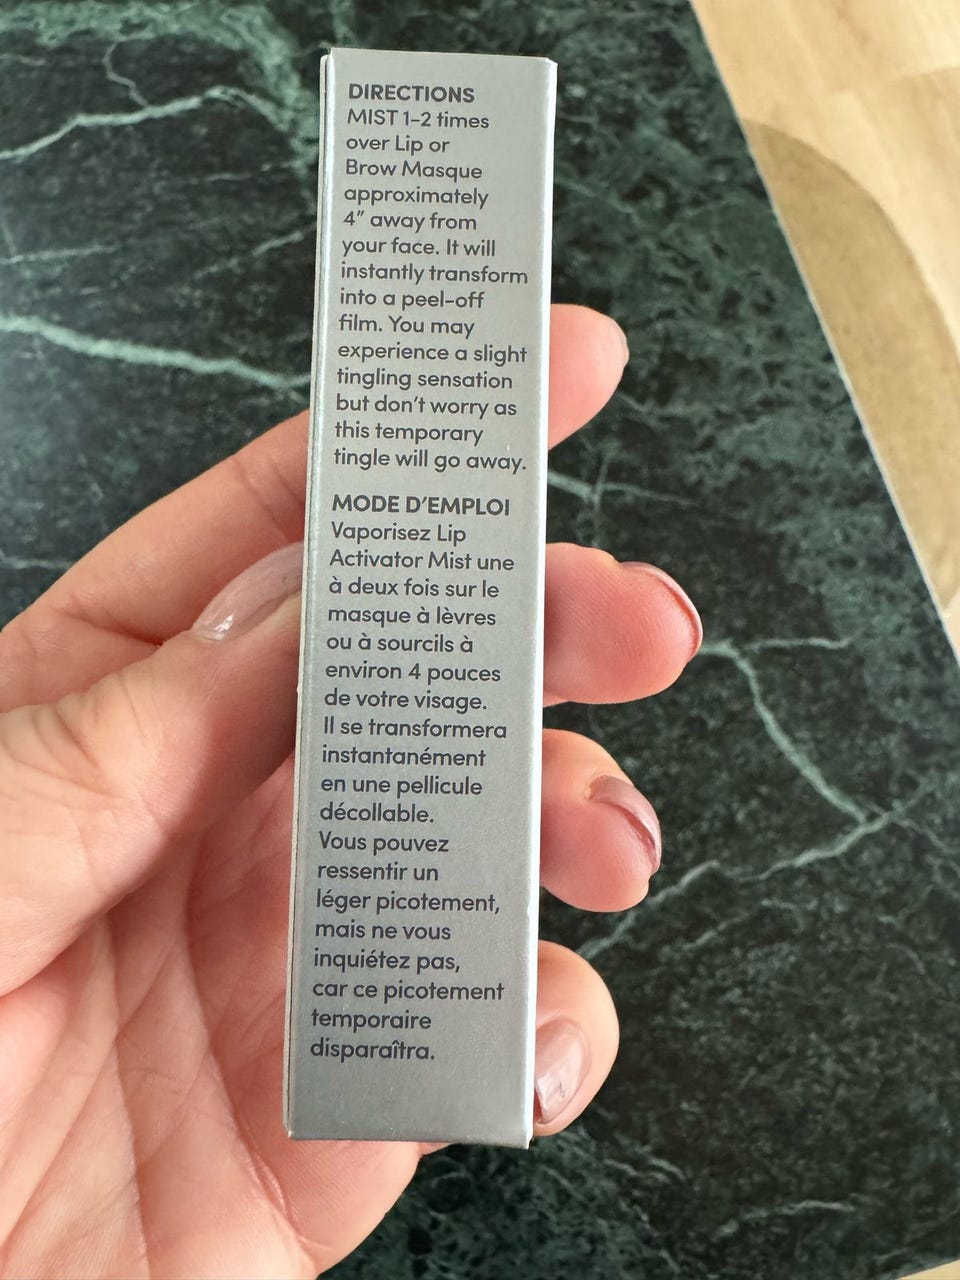 DIRECTIONS
MIST 1–2 times
over Lip or
Brow Masque
approximately
4" away from
your face. It will
instantly transform
into a peel-off
film. You may
experience a slight
tingling sensation
but don't worry as
this temporary
tingle will go away.
MODE D'EMPLOI
Vaporisez Lip
Activator Mist une
à deux fois sur le
masque à lèvres
ou à sourcils à
environ 4 pouces
de votre visage.
Il se transformera
instantanément
en une pellicule
décollable.
Vous pouvez
ressentir un
léger picotement,
mais ne vous
inquiétez pas,
car ce picotement
temporaire
disparaîtra.